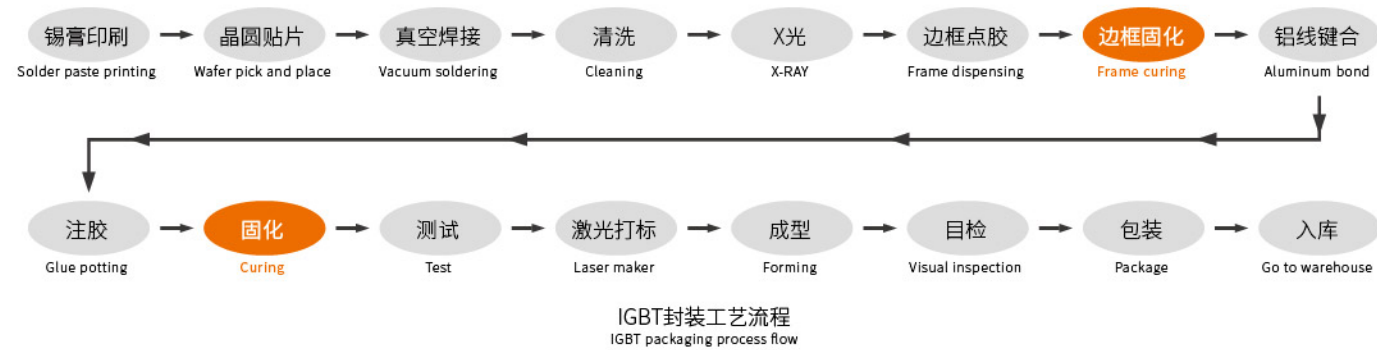 锡膏印刷
Solder paste printing
晶圆贴片
Wafer pick and place
真空焊接
Vacuum soldering
清洗
Cleaning
X光
X-RAY
边框点胶
Frame dispensing
边框固化
Frame curing
铝线键合
Aluminum bond
注胶
Glue potting
固化
Curing
测试
Test
激光打标
Laser maker
成型
Forming
目检
Visual inspection
包装
Package
入库
Go to warehouse
IGBT封装工艺流程
IGBT packaging process flow